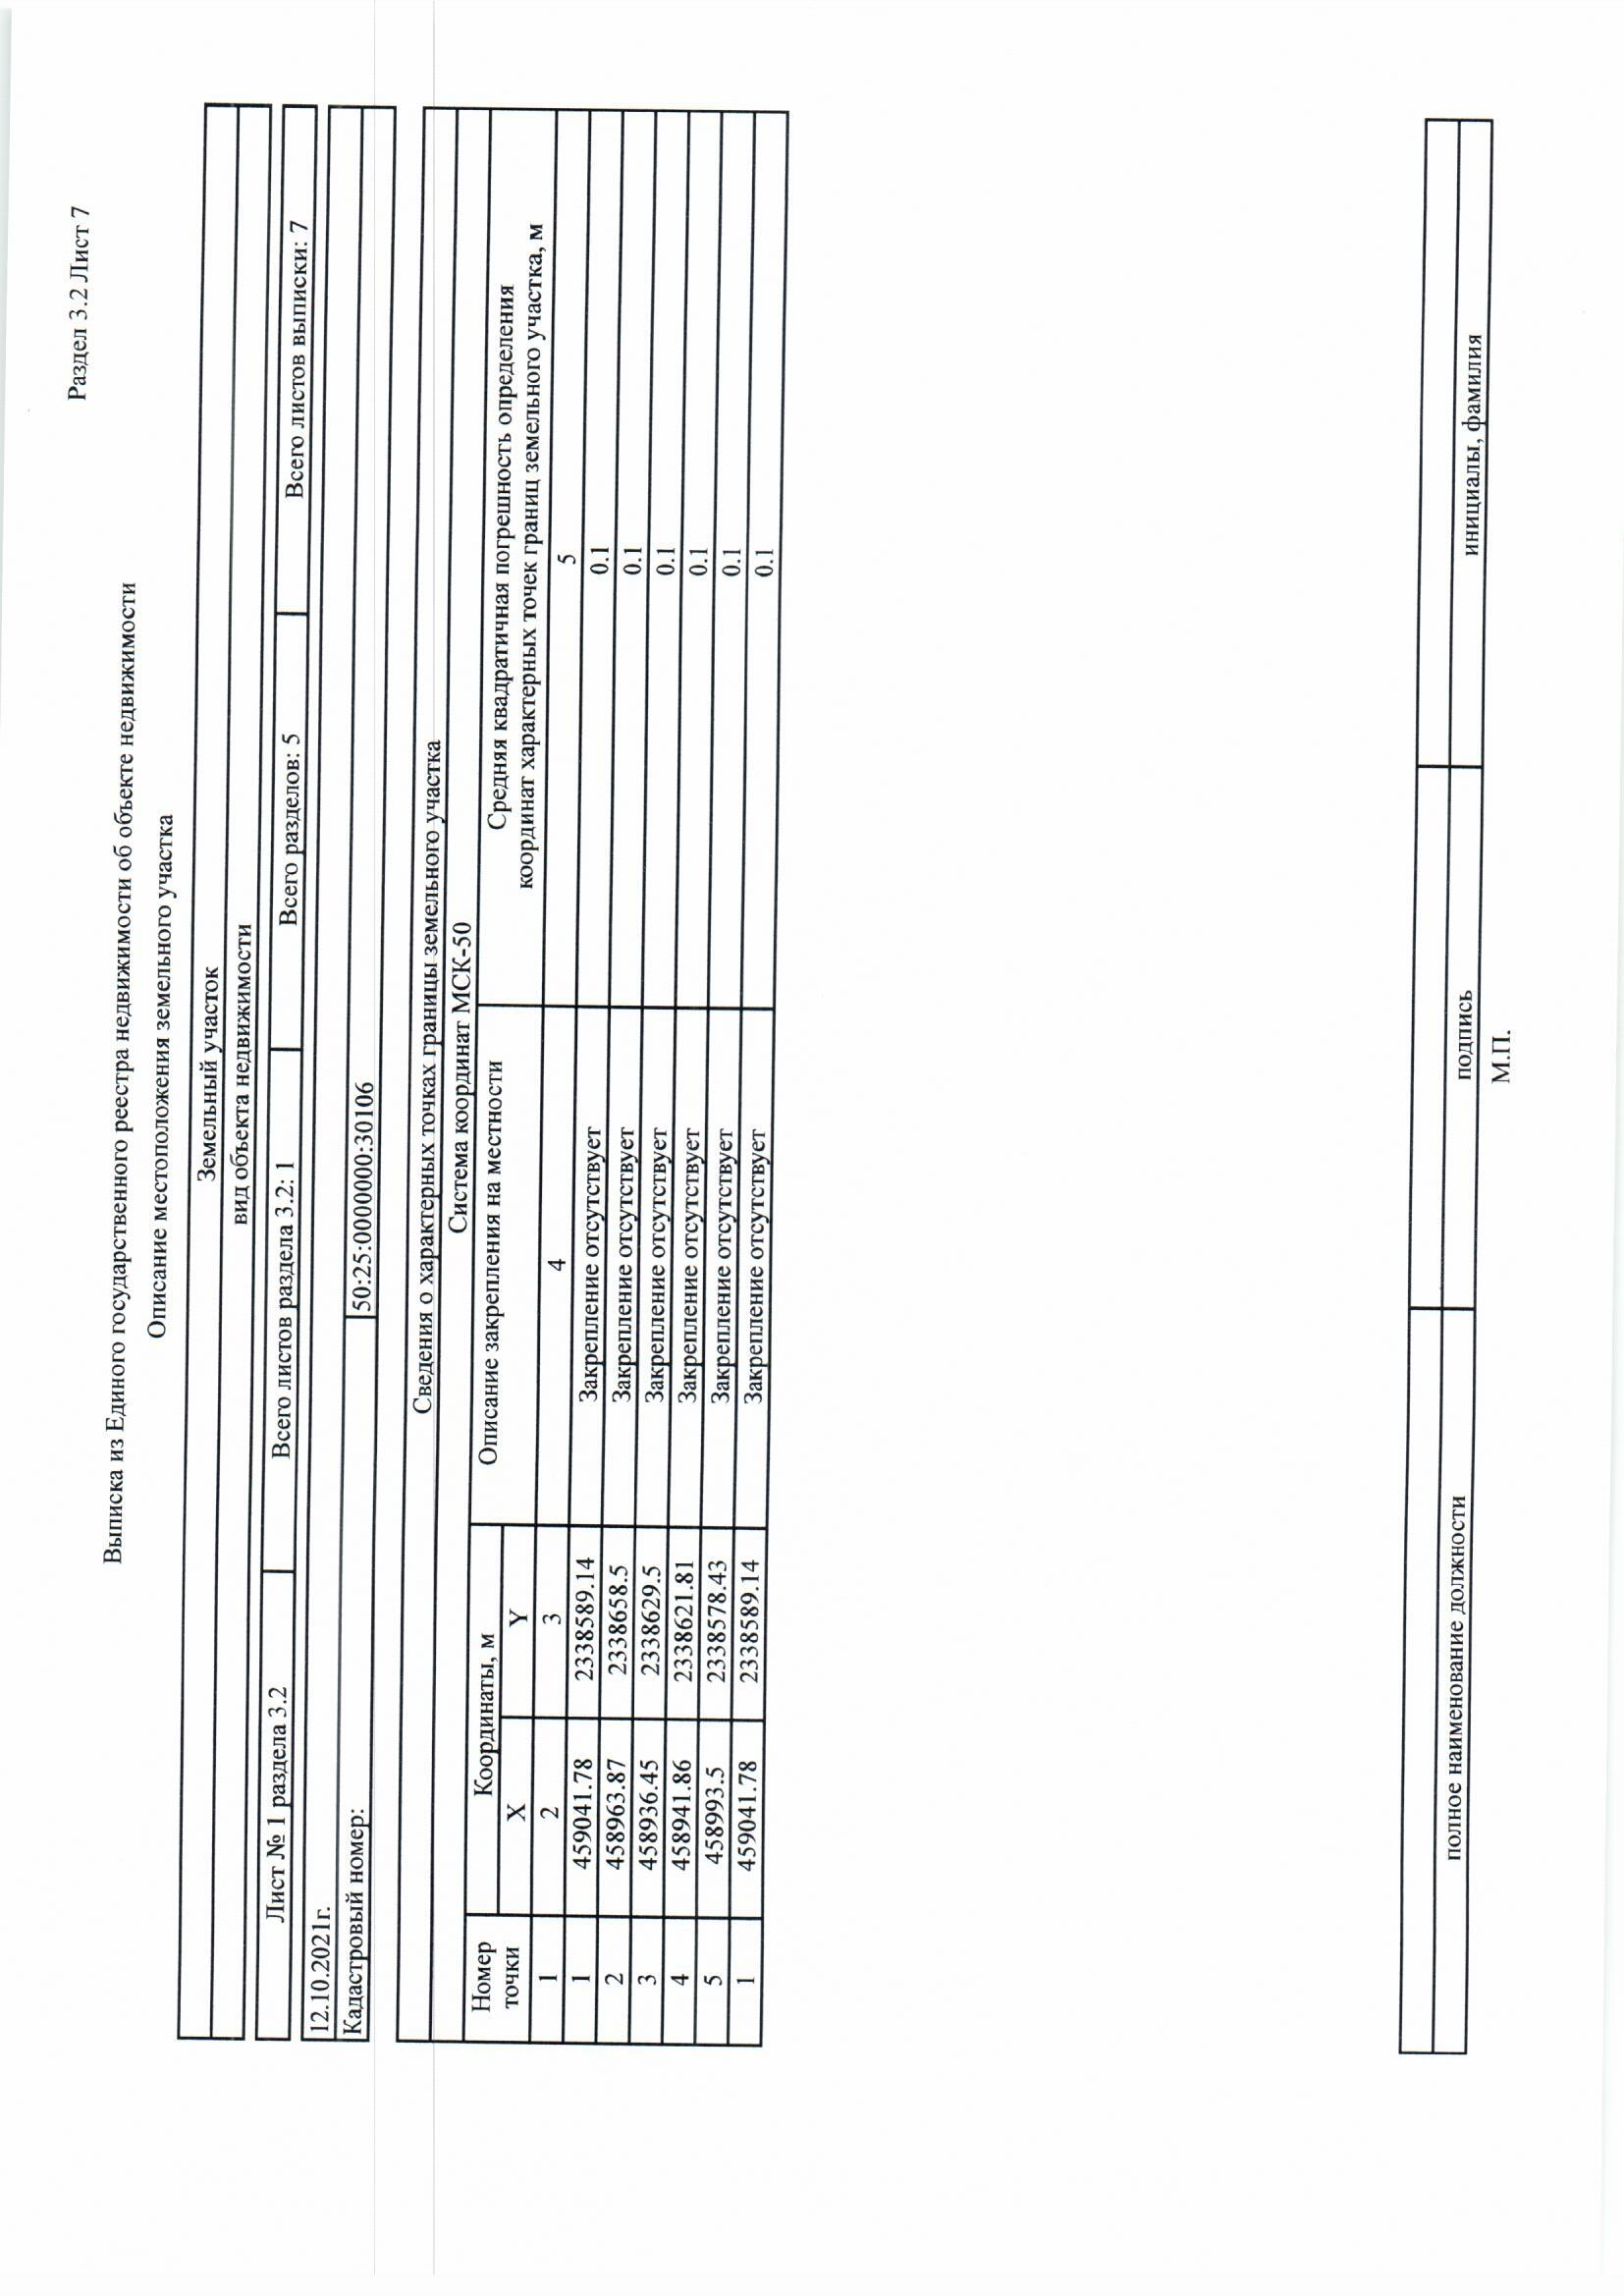 Раздел 3.2 Лист 7
Выписка из Единого государственного реестра недвижимости об объекте недвижимости
Описание местоположения земельного участка
Земельный участок
вид объекта недвижимости
Лист № 1 раздела 3.2 Всего листов раздела 3.2: 1 Всего разделов: 5 Всего листов выписки: 7
12.10.2021г.
Кадастровый номер: 50:25:0000000:30106
Сведения о характерных точках границы земельного участка
Система координат МСК-50
Номер точки Координаты, м Описание закрепления на местности Средняя квадратичная погрешность определения
координат характерных точек границ земельного участка, м
X Y
1 2 3 4 5
1 459041.78 2338589.14 Закрепление отсутствует 0.1
2 458963.87 2338658.5 Закрепление отсутствует 0.1
3 458936.45 2338629.5 Закрепление отсутствует 0.1
4 458941.86 2338621.81 Закрепление отсутствует 0.1
5 458993.5 2338578.43 Закрепление отсутствует 0.1
1 459041.78 2338589.14 Закрепление отсутствует 0.1
полное наименование должности подпись инициалы, фамилия
М.П.